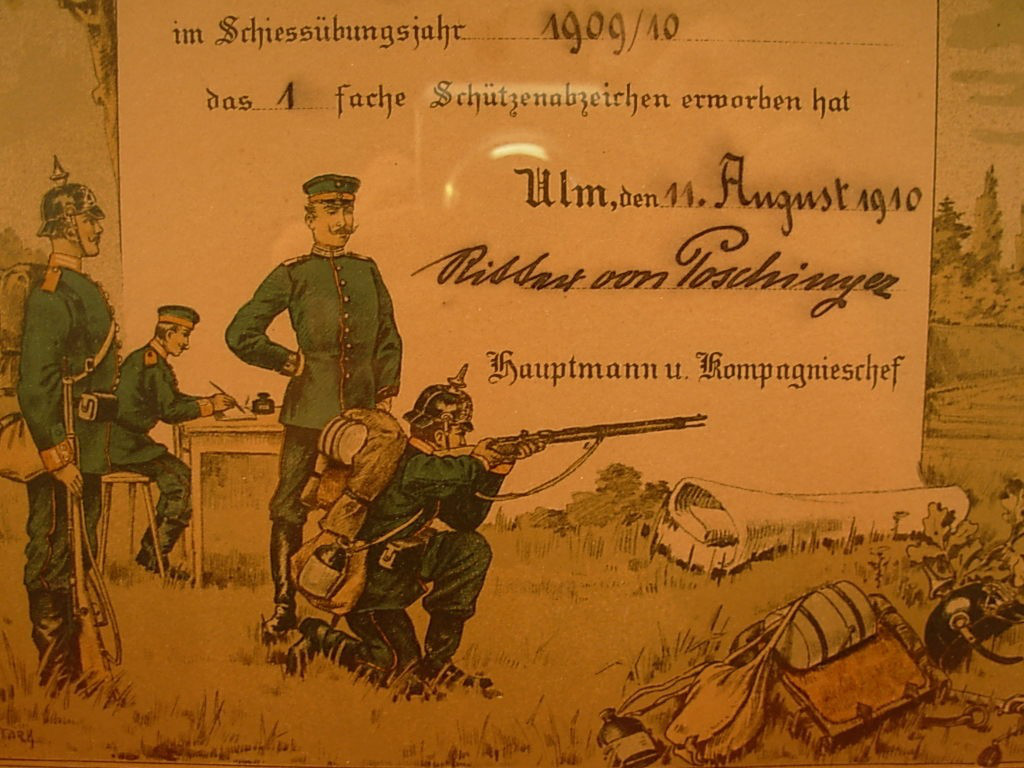 im Schiessübungsjahr 1909/10
das 1 fache Schützenabzeichen erworben hat
Ulm, den 11. August 1910
Ritter von Poschinger
Hauptmann u. Kompagnieschef